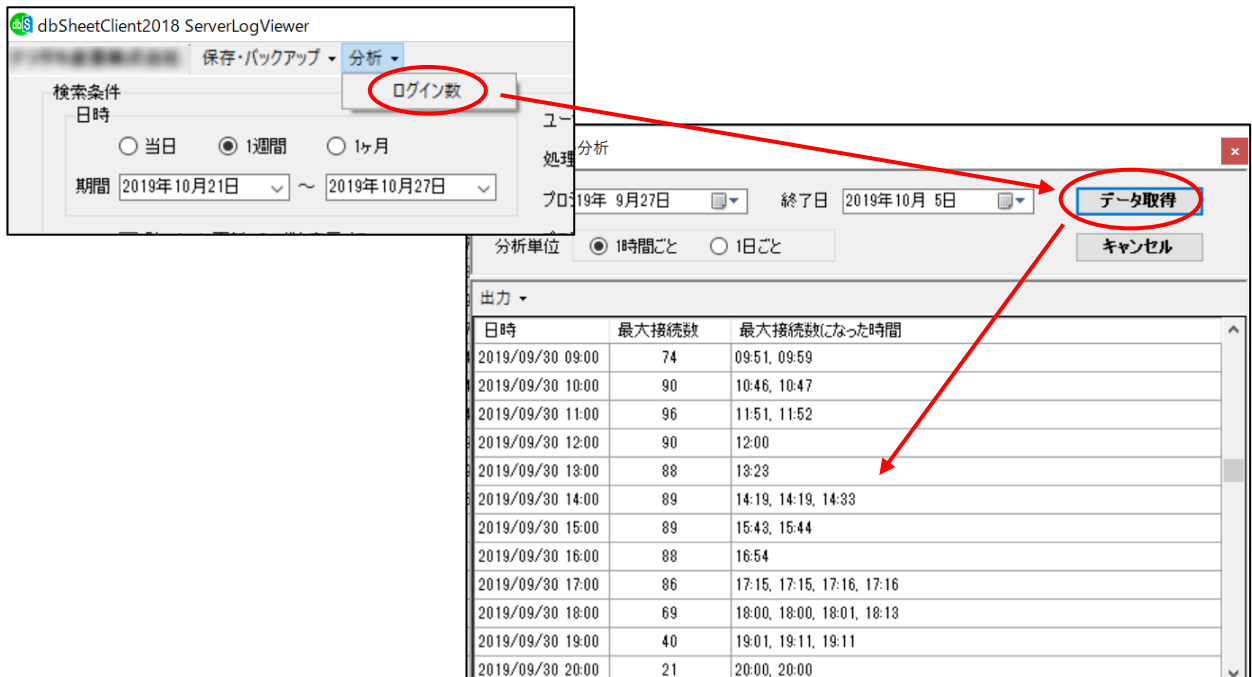 dbSheetClient2018 ServerLogViewer
保存・バックアップ 分析
ログイン数
検索条件
日時
当日 1週間 1ヶ月
期間 2019年10月21日 ～ 2019年10月27日
ユー
処理
プロ
分析
19年 9月27日 終了日 2019年10月 5日 データ取得
分析単位 1時間ごと 1日ごと キャンセル
出力
日時 最大接続数 最大接続数になった時間
2019/09/30 09:00 74 09:51, 09:59
2019/09/30 10:00 90 10:46, 10:47
2019/09/30 11:00 96 11:51, 11:52
2019/09/30 12:00 90 12:00
2019/09/30 13:00 88 13:23
2019/09/30 14:00 89 14:19, 14:19, 14:33
2019/09/30 15:00 89 15:43, 15:44
2019/09/30 16:00 88 16:54
2019/09/30 17:00 86 17:15, 17:15, 17:16, 17:16
2019/09/30 18:00 69 18:00, 18:00, 18:01, 18:13
2019/09/30 19:00 40 19:01, 19:11, 19:11
2019/09/30 20:00 21 20:00, 20:00